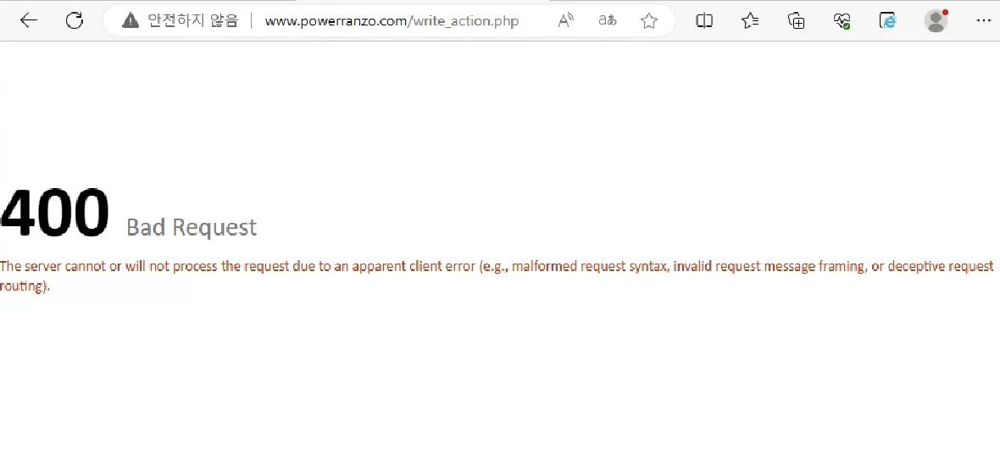 안전하지 않음 www.powerranzo.com/write_action.php A aあ
400 Bad Request
The server cannot or will not process the request due to an apparent client error (e.g., malformed request syntax, invalid request message framing, or deceptive request
routing).